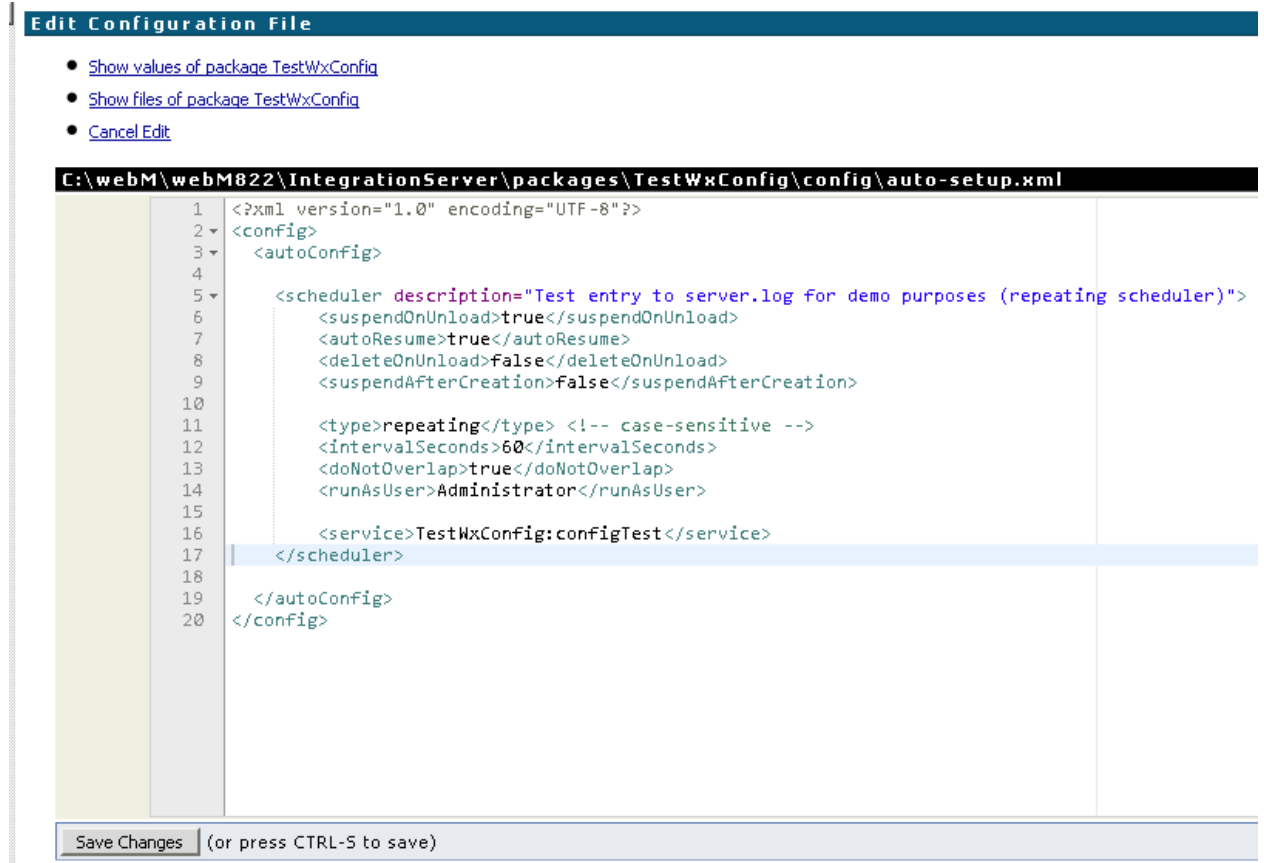 Edit Configuration File
Show values of package TestWxConfig
Show files of package TestWxConfig
Cancel Edit
C:\webM\webM822\IntegrationServer\packages\TestWxConfig\config\auto-setup.xml
1 <?xml version="1.0" encoding="UTF-8"?>
2 <config>
3 <autoConfig>
4
5 <scheduler description="Test entry to server.log for demo purposes (repeating scheduler)">
6 <suspendOnUnload>true</suspendOnUnload>
7 <autoResume>true</autoResume>
8 <deleteOnUnload>false</deleteOnUnload>
9 <suspendAfterCreation>false</suspendAfterCreation>
10
11 <type>repeating</type> <!-- case-sensitive -->
12 <intervalSeconds>60</intervalSeconds>
13 <doNotOverlap>true</doNotOverlap>
14 <runAsUser>Administrator</runAsUser>
15
16 <service>TestWxConfig:configTest</service>
17 </scheduler>
18
19 </autoConfig>
20 </config>
Save Changes (or press CTRL-S to save)